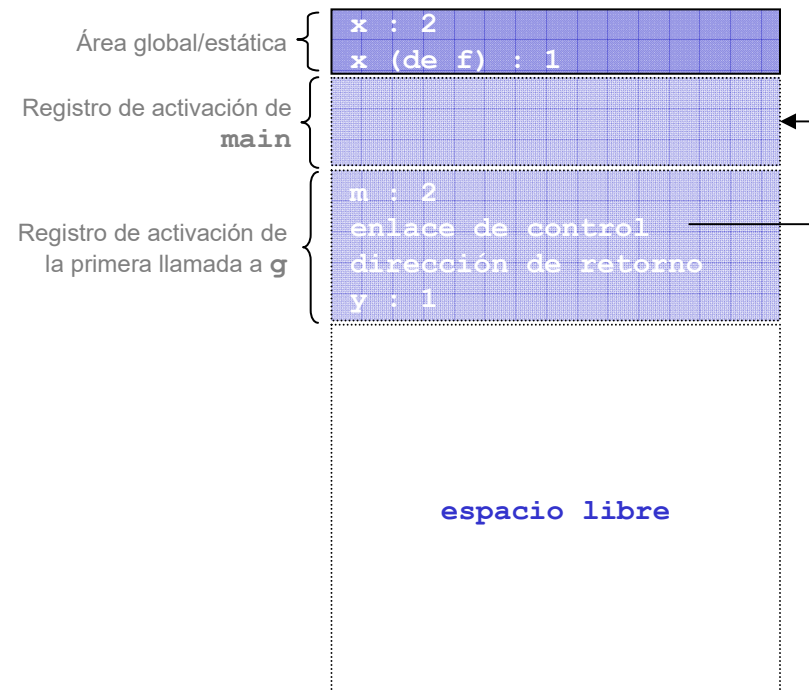 Área global/estática
x : 2
x (de f) : 1
Registro de activación de
main
Registro de activación de
la primera llamada a g
m : 2
enlace de control
dirección de retorno
y : 1
espacio libre